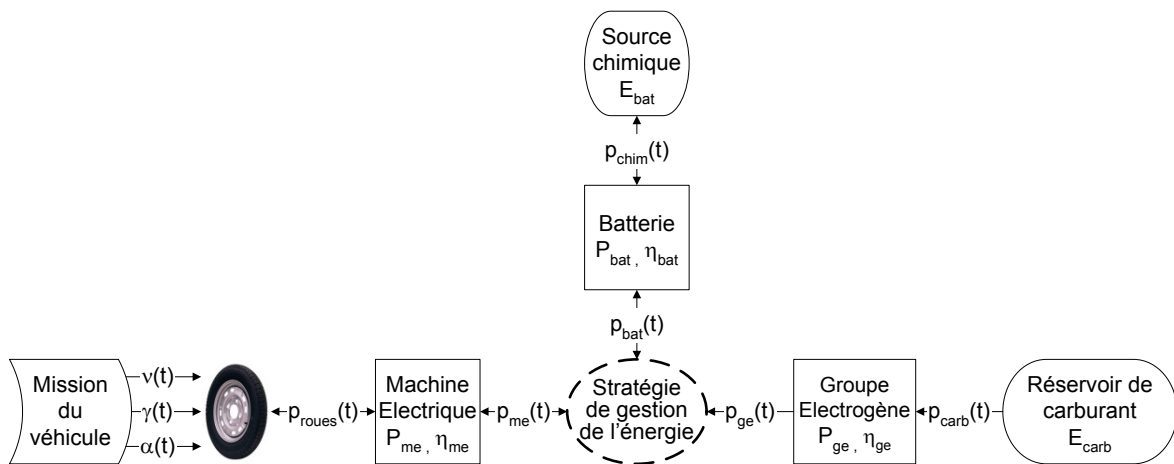 Source
chimique
E_bat
p_chim(t)
Batterie
P_bat , η_bat
p_bat(t)
Mission
du
véhicule
ν(t)
γ(t)
α(t)
p_roues(t)
Machine
Electrique
P_me , η_me
p_me(t)
Stratégie
de gestion
de l'énergie
p_ge(t)
Groupe
Electrogène
P_ge , η_ge
p_carb(t)
Réservoir de
carburant
E_carb